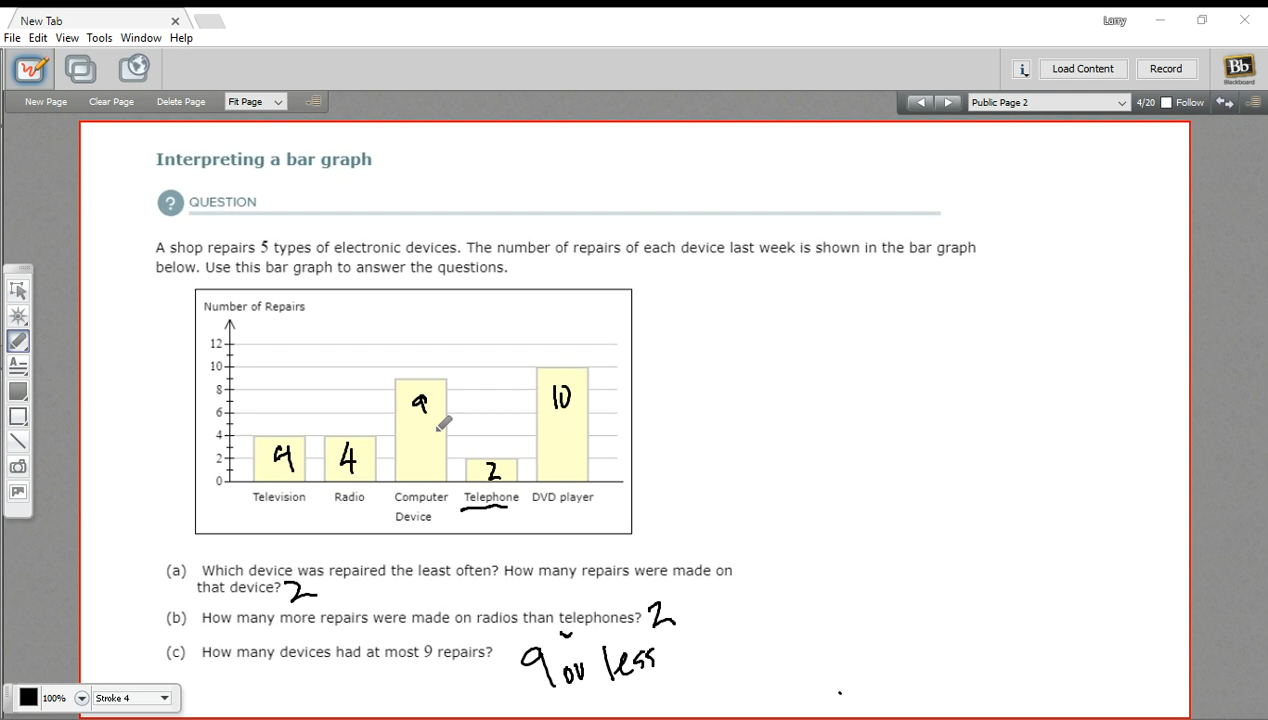 New Tab
Larry
File Edit View Tools Window Help
Load Content Record
Bb
Blackboard
New Page Clear Page Delete Page Fit Page Public Page 2 4/20 Follow
Interpreting a bar graph
? QUESTION
A shop repairs 5 types of electronic devices. The number of repairs of each device last week is shown in the bar graph
below. Use this bar graph to answer the questions.
Number of Repairs
12
10
8
6
4
2
0
4 4 9 2 10
Television Radio Computer Telephone DVD player
Device
(a) Which device was repaired the least often? How many repairs were made on
that device? 2
(b) How many more repairs were made on radios than telephones? 2
(c) How many devices had at most 9 repairs? 9 or less
100% Stroke 4